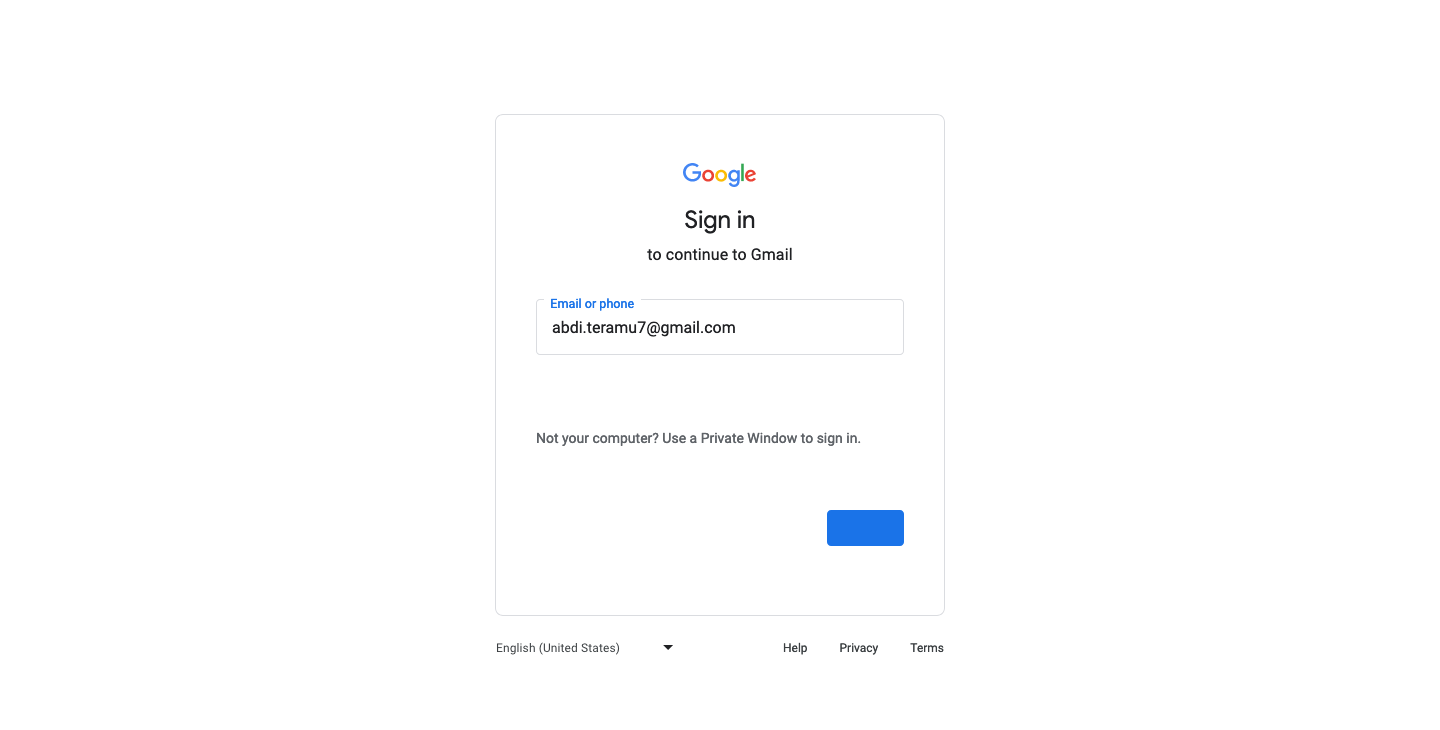 Google
Sign in
to continue to Gmail
Email or phone
abdi.teramu7@gmail.com
Not your computer? Use a Private Window to sign in.
English (United States)
Help Privacy Terms